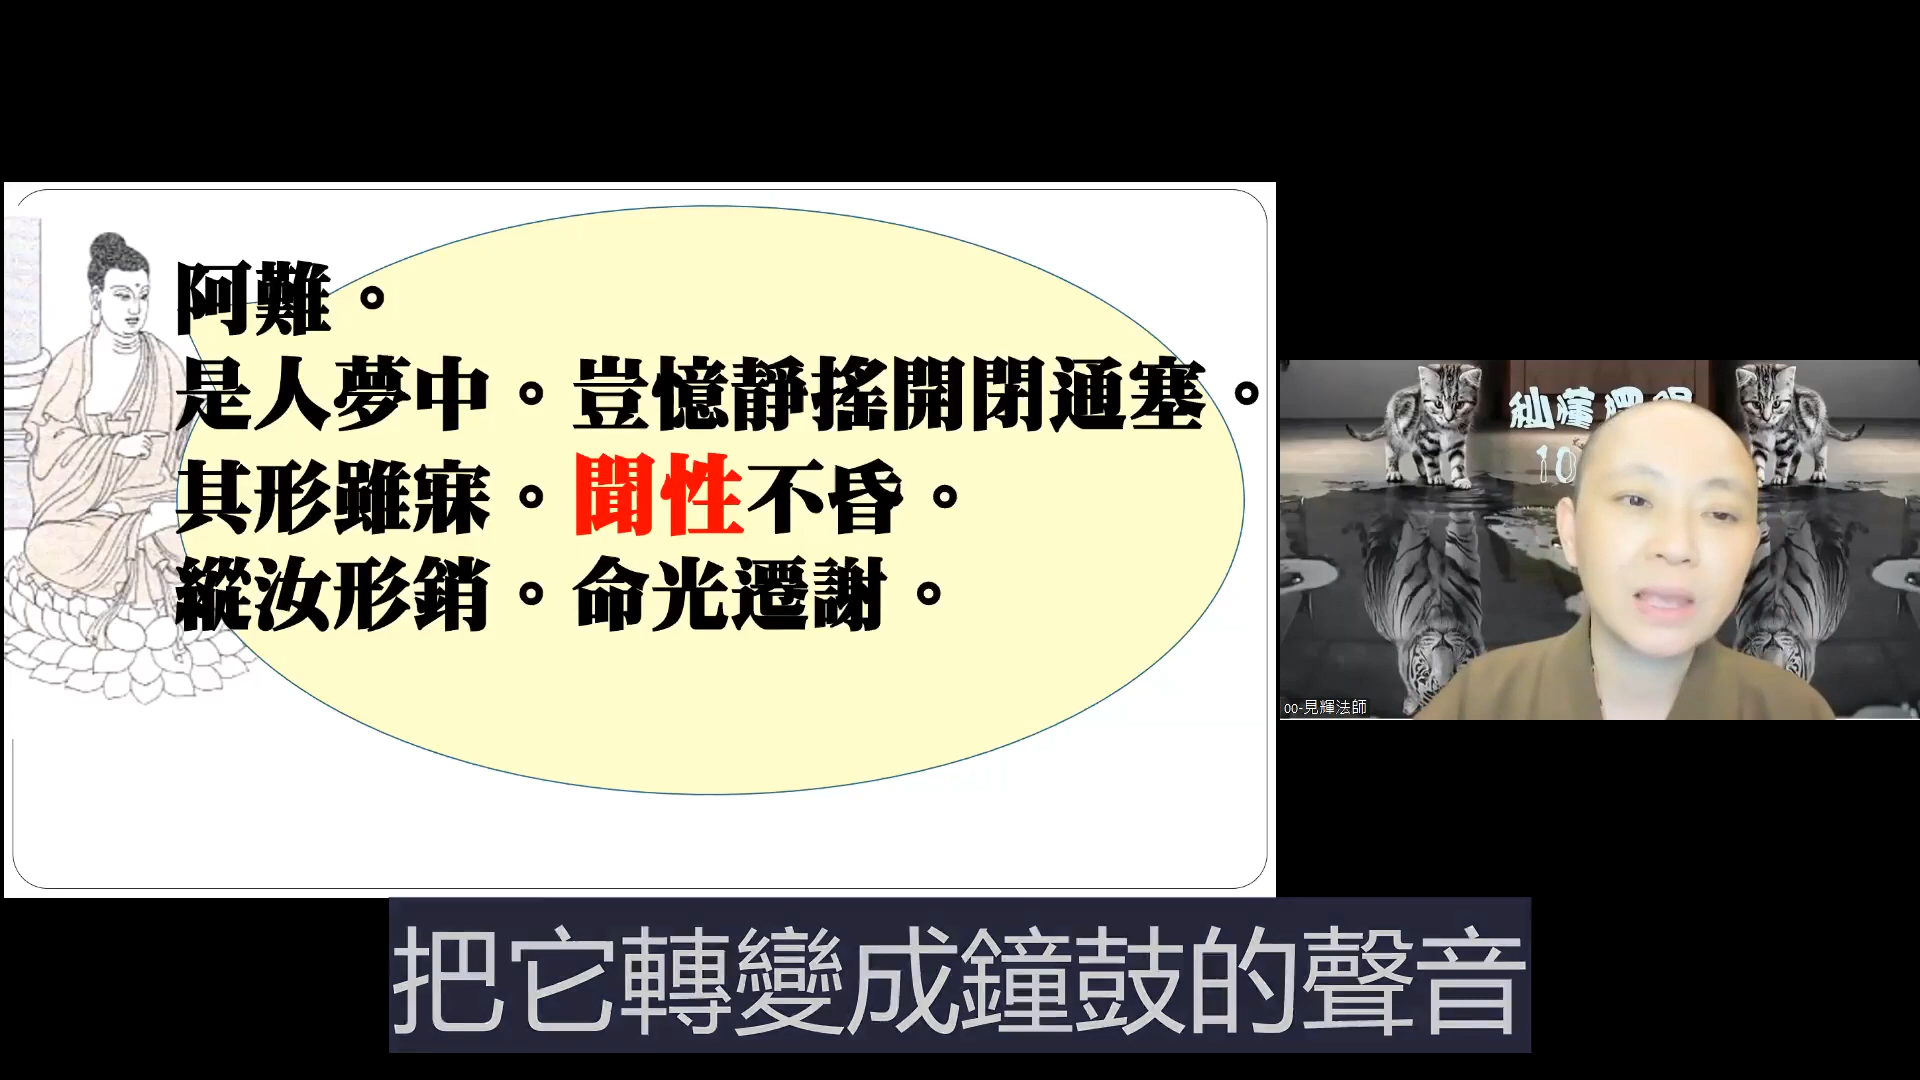 阿難。
是人夢中。豈憶靜搖開閉通塞。
其形雖寐。聞性不昏。
縱汝形銷。命光遷謝。
10
oo-見輝法師
把它轉變成鐘鼓的聲音